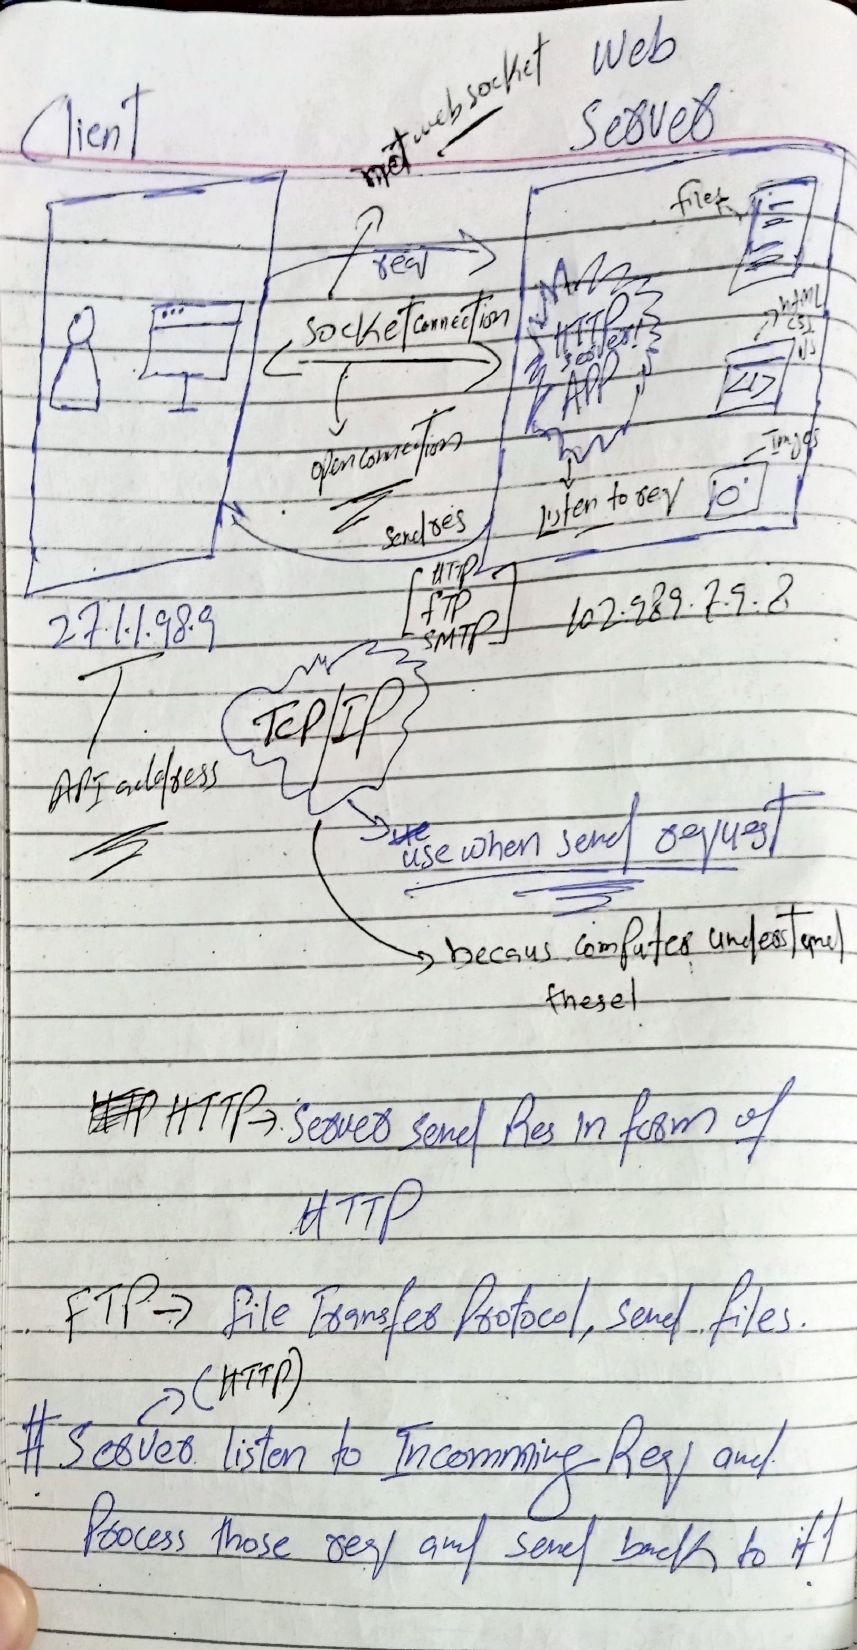 Client
not websocket
Web
Server
files
req
HTML
CSS
JS
HTTP
server!
APP
</>
socket connection
open connection
Images
Listen to req
send res
HTTP
FTP
SMTP
27.1.1.98.9
102.989.7.9.8
TCP/IP
API address
use when send request
becaus computer understand
these!
HTTP → Server send Res in form of
HTTP
FTP → File Transfer Protocol, send files.
(HTTP)
# Server listen to Incomming Req and
Process those req and send back to it!